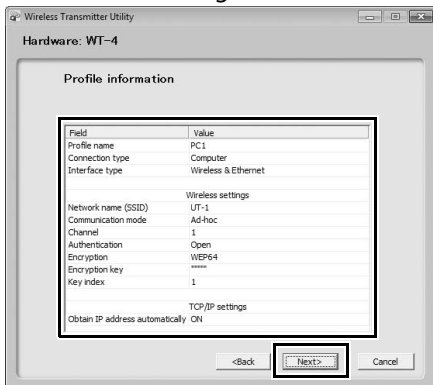 Wireless Transmitter Utility
Hardware: WT-4
Profile information
Field Value
Profile name PC1
Connection type Computer
Interface type Wireless & Ethernet
Wireless settings
Network name (SSID) UT-1
Communication mode Ad-hoc
Channel 1
Authentication Open
Encryption WEP64
Encryption key *****
Key index 1
TCP/IP settings
Obtain IP address automatically ON
<Back Next> Cancel